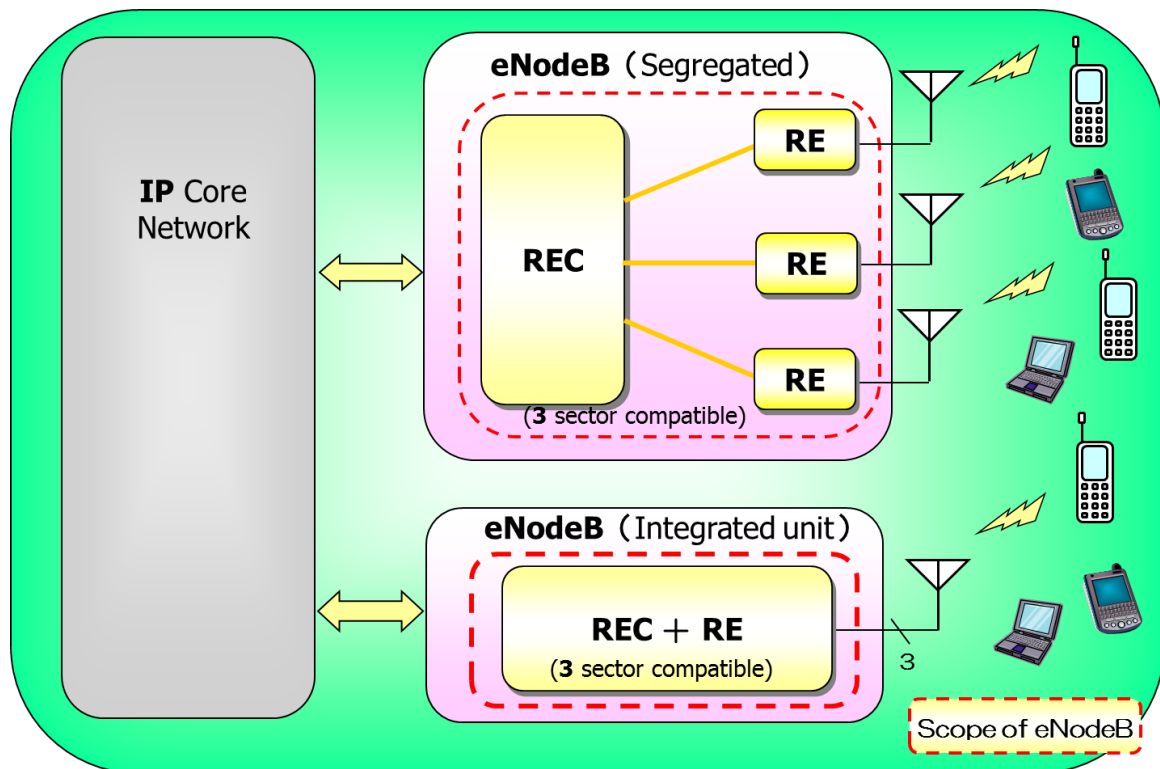 IP Core
Network
eNodeB (Segregated)
REC
RE
RE
RE
(3 sector compatible)
eNodeB (Integrated unit)
REC + RE
(3 sector compatible)
3
Scope of eNodeB